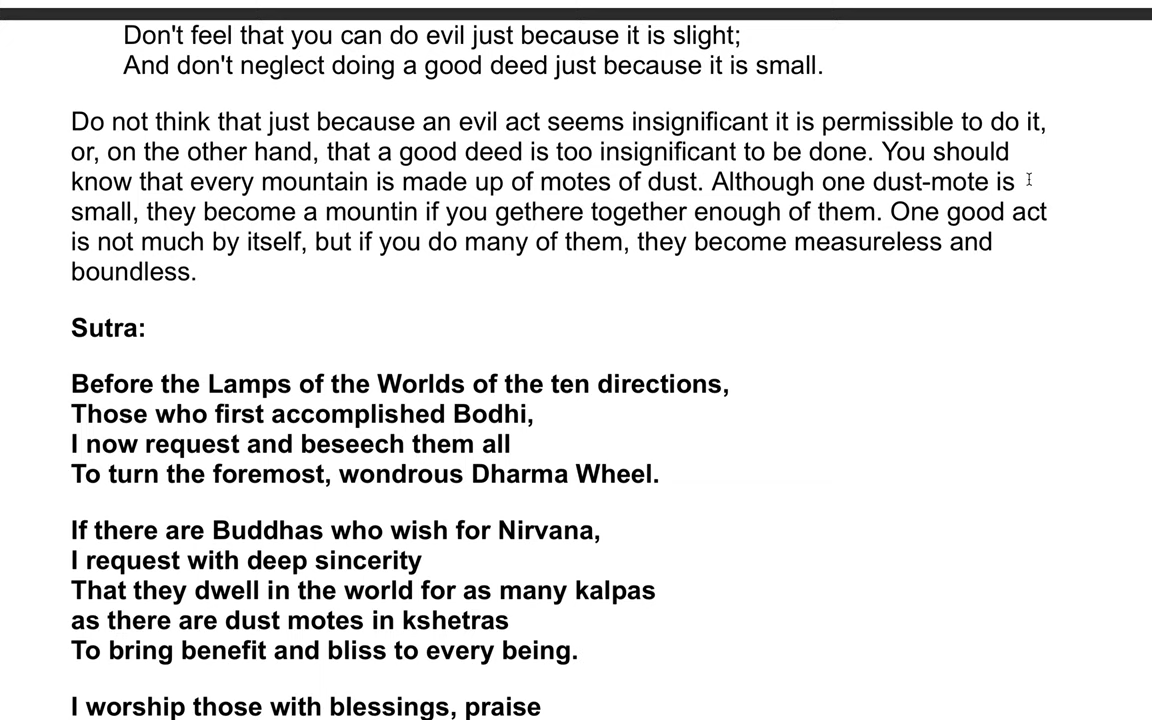 Don't feel that you can do evil just because it is slight;
And don't neglect doing a good deed just because it is small.
Do not think that just because an evil act seems insignificant it is permissible to do it,
or, on the other hand, that a good deed is too insignificant to be done. You should
know that every mountain is made up of motes of dust. Although one dust-mote is
small, they become a mountin if you gethere together enough of them. One good act
is not much by itself, but if you do many of them, they become measureless and
boundless.
Sutra:
Before the Lamps of the Worlds of the ten directions,
Those who first accomplished Bodhi,
I now request and beseech them all
To turn the foremost, wondrous Dharma Wheel.
If there are Buddhas who wish for Nirvana,
I request with deep sincerity
That they dwell in the world for as many kalpas
as there are dust motes in kshetras
To bring benefit and bliss to every being.
I worship those with blessings, praise